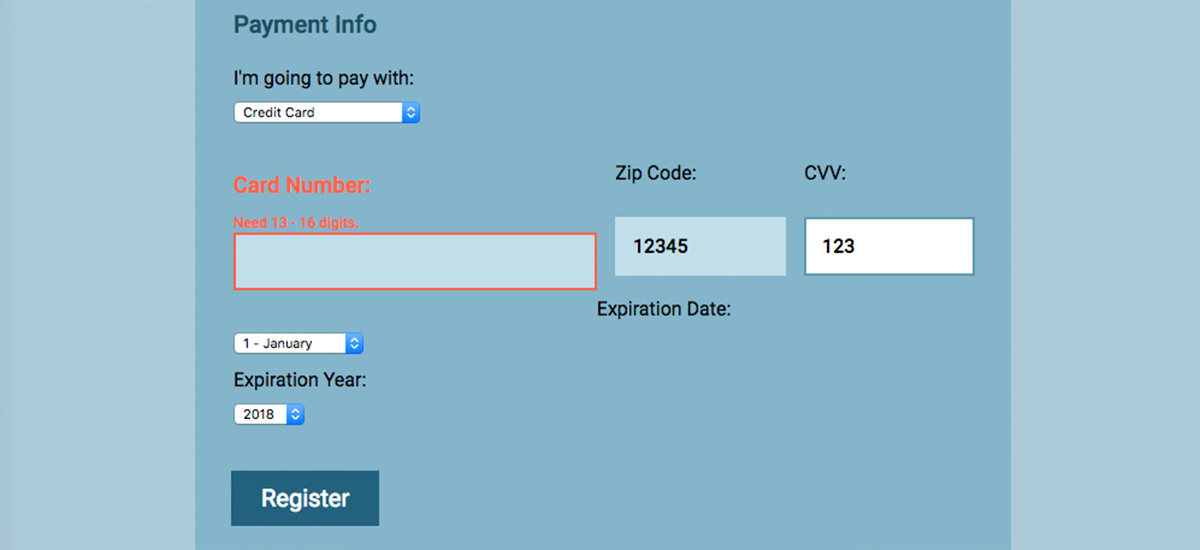 Payment Info
I'm going to pay with:
Credit Card
Card Number:
Need 13 - 16 digits.
Zip Code:
12345
CVV:
123
Expiration Date:
1 - January
Expiration Year:
2018
Register